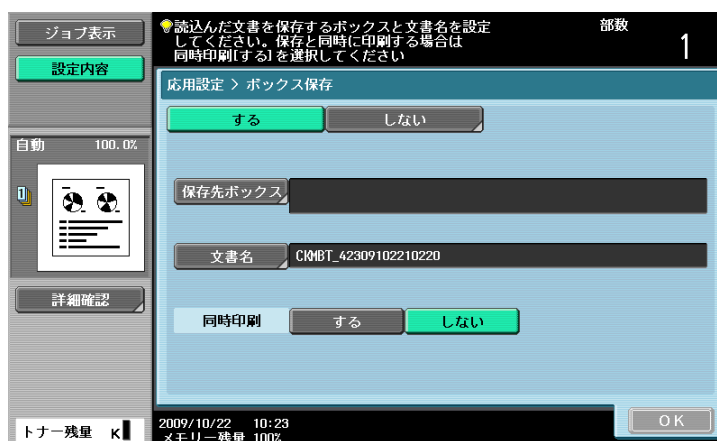 ジョブ表示
設定内容
読込んだ文書を保存するボックスと文書名を設定
してください。保存と同時に印刷する場合は
同時印刷[する]を選択してください
部数
1
応用設定 > ボックス保存
する
しない
自動 100.0%
1
保存先ボックス
文書名
CKMBT_42309102210220
詳細確認
同時印刷
する
しない
トナー残量 K
2009/10/22 10:23
メモリー残量 100%
OK